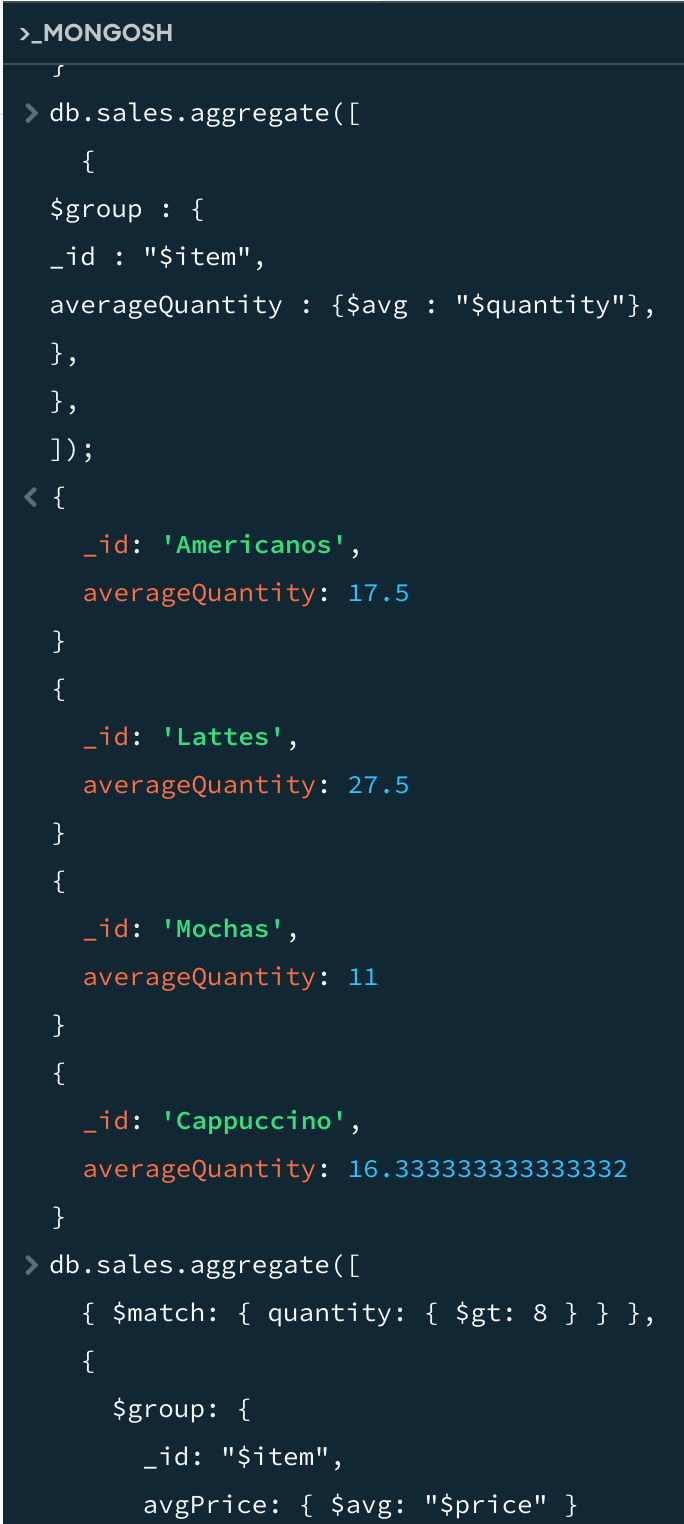 >_MONGOSH
}
> db.sales.aggregate([
{
$group : {
_id : "$item",
averageQuantity : {$avg : "$quantity"},
},
},
]);
< {
_id: 'Americanos',
averageQuantity: 17.5
}
{
_id: 'Lattes',
averageQuantity: 27.5
}
{
_id: 'Mochas',
averageQuantity: 11
}
{
_id: 'Cappuccino',
averageQuantity: 16.333333333333332
}
> db.sales.aggregate([
{ $match: { quantity: { $gt: 8 } } },
{
$group: {
_id: "$item",
avgPrice: { $avg: "$price" }